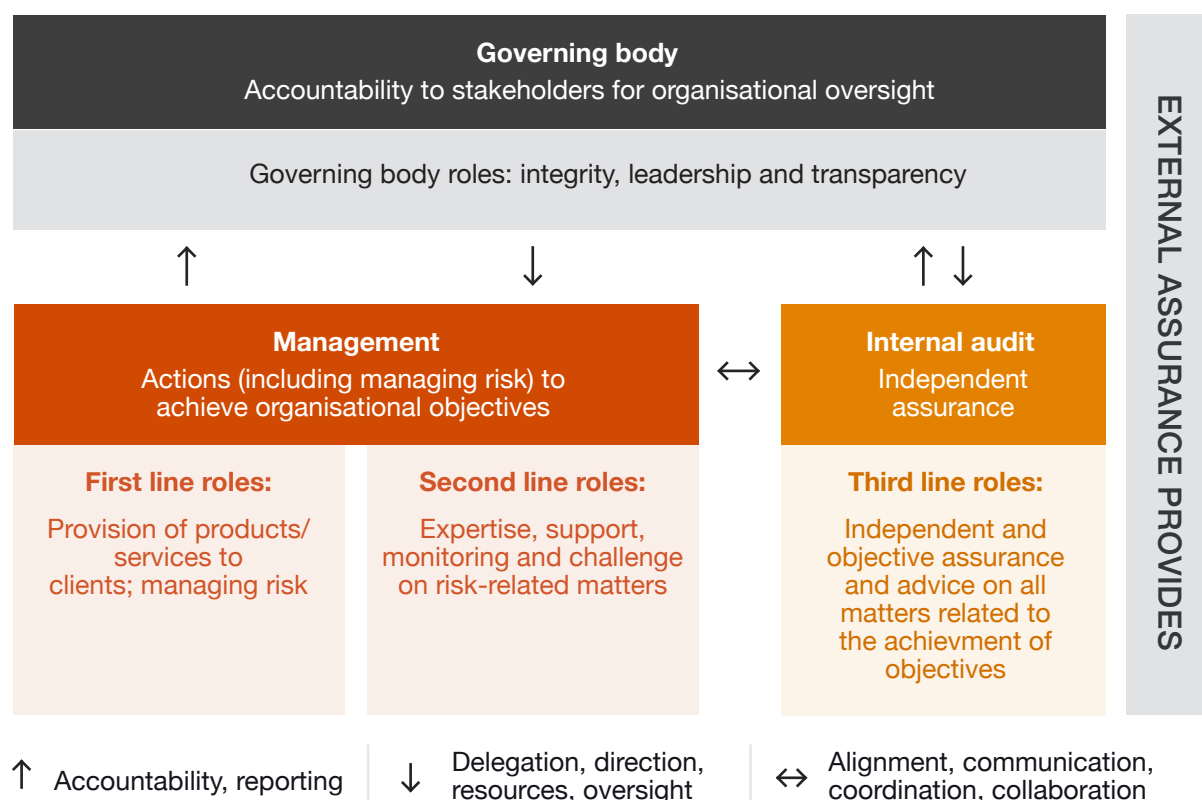 Governing body
Accountability to stakeholders for organisational oversight
Governing body roles: integrity, leadership and transparency
↑
↓
↑ ↓
Management
Actions (including managing risk) to
achieve organisational objectives
↔
Internal audit
Independent
assurance
First line roles:
Provision of products/
services to
clients; managing risk
Second line roles:
Expertise, support,
monitoring and challenge
on risk-related matters
Third line roles:
Independent and
objective assurance
and advice on all
matters related to
the achievment of
objectives
EXTERNAL ASSURANCE PROVIDES
↑ Accountability, reporting
↓ Delegation, direction,
resources, oversight
↔ Alignment, communication,
coordination, collaboration